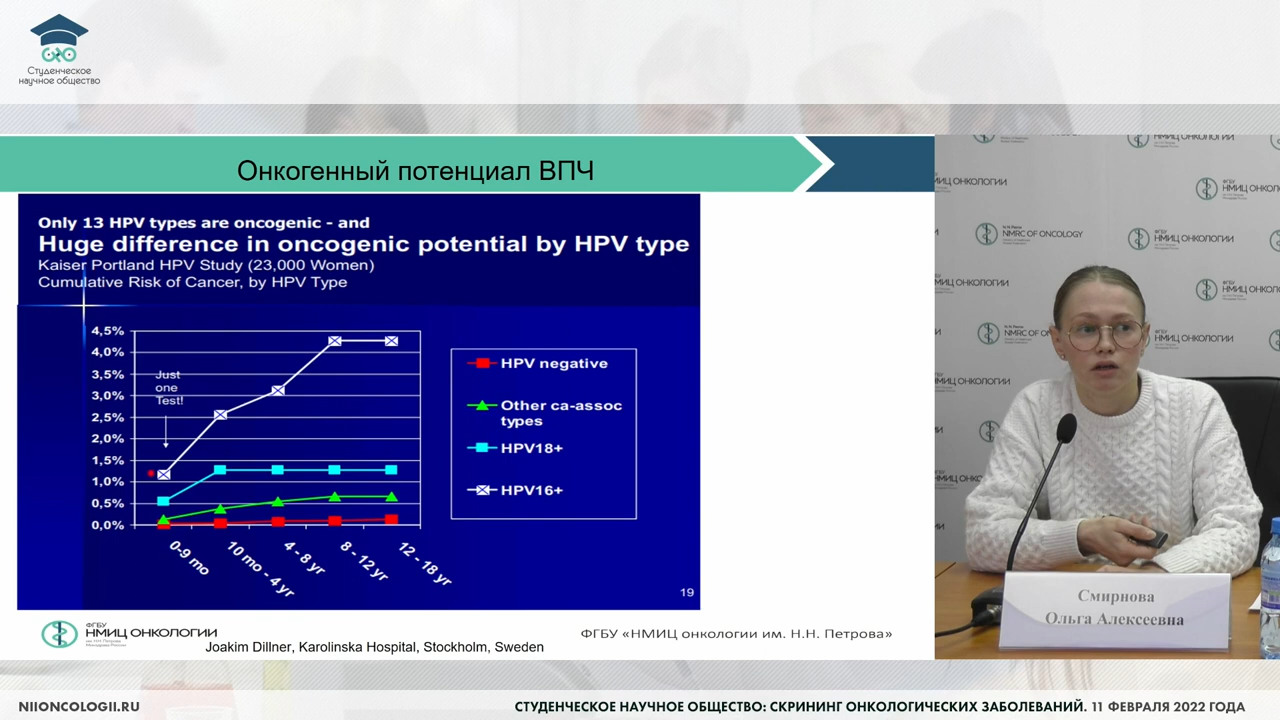 Студенческое
научное общество
Онкогенный потенциал ВПЧ
Only 13 HPV types are oncogenic - and
Huge difference in oncogenic potential by HPV type
Kaiser Portland HPV Study (23,000 Women)
Cumulative Risk of Cancer, by HPV Type
4,5%
4,0%
3,5%
3,0%
2,5%
2,0%
1,5%
1,0%
0,5%
0,0%
Just
one
Test!
0-9 mo
10 mo - 4 yr
4 - 8 yr
8 - 12 yr
12 - 18 yr
HPV negative
Other ca-assoc
types
HPV18+
HPV16+
19
ФГБУ
НМИЦ ОНКОЛОГИИ
ФГБУ «НМИЦ онкологии им. Н.Н. Петрова»
Joakim Dillner, Karolinska Hospital, Stockholm, Sweden
НМИЦ ОНКОЛОГИИ
NMRC OF ONCOLOGY
НМИЦ ОНКОЛОГИИ
Смирнова
Ольга Алексеевна
NIIONCOLOGII.RU
СТУДЕНЧЕСКОЕ НАУЧНОЕ ОБЩЕСТВО: СКРИНИНГ ОНКОЛОГИЧЕСКИХ ЗАБОЛЕВАНИЙ. 11 ФЕВРАЛЯ 2022 ГОДА